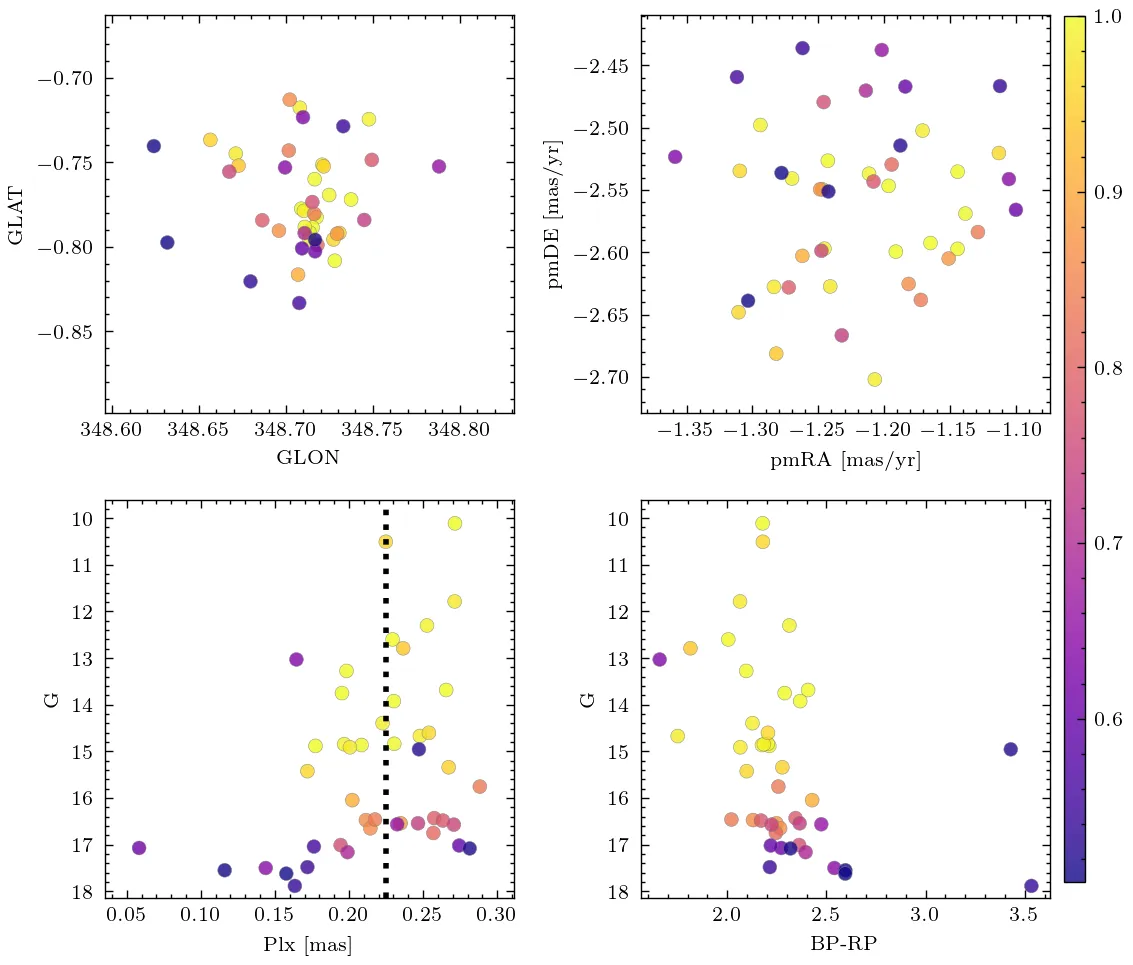 −0.70
−0.75
−0.80
−0.85
GLAT
348.60 348.65 348.70 348.75 348.80
GLON
−2.45
−2.50
−2.55
−2.60
−2.65
−2.70
pmDE [mas/yr]
−1.35 −1.30 −1.25 −1.20 −1.15 −1.10
pmRA [mas/yr]
1.0
0.9
0.8
0.7
0.6
10
11
12
13
14
15
16
17
18
G
0.05 0.10 0.15 0.20 0.25 0.30
Plx [mas]
10
11
12
13
14
15
16
17
18
G
2.0 2.5 3.0 3.5
BP-RP